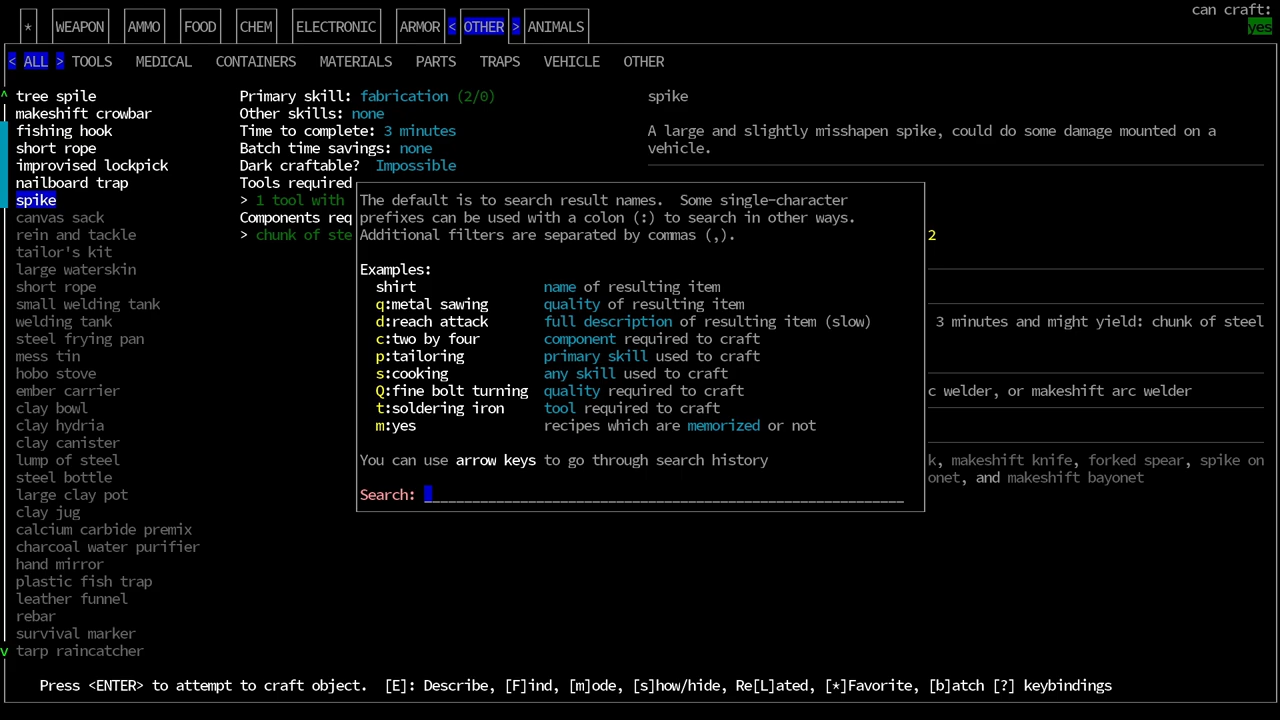 can craft:
* WEAPON AMMO FOOD CHEM ELECTRONIC ARMOR < OTHER > ANIMALS
yes
< ALL > TOOLS MEDICAL CONTAINERS MATERIALS PARTS TRAPS VEHICLE OTHER
^ tree spile
makeshift crowbar
fishing hook
short rope
improvised lockpick
nailboard trap
spike
canvas sack
rein and tackle
tailor's kit
large waterskin
short rope
small welding tank
welding tank
steel frying pan
mess tin
hobo stove
ember carrier
clay bowl
clay hydria
clay canister
lump of steel
steel bottle
large clay pot
clay jug
calcium carbide premix
charcoal water purifier
hand mirror
plastic fish trap
leather funnel
rebar
survival marker
v tarp raincatcher
Primary skill: fabrication (2/0)
Other skills: none
Time to complete: 3 minutes
Batch time savings: none
Dark craftable? Impossible
Tools required
> 1 tool with
Components req
> chunk of ste
spike
A large and slightly misshapen spike, could do some damage mounted on a
vehicle.
2
3 minutes and might yield: chunk of steel
c welder, or makeshift arc welder
k, makeshift knife, forked spear, spike on
onet, and makeshift bayonet
The default is to search result names. Some single-character
prefixes can be used with a colon (:) to search in other ways.
Additional filters are separated by commas (,).
Examples:
shirt name of resulting item
q:metal sawing quality of resulting item
d:reach attack full description of resulting item (slow)
c:two by four component required to craft
p:tailoring primary skill used to craft
s:cooking any skill used to craft
Q:fine bolt turning quality required to craft
t:soldering iron tool required to craft
m:yes recipes which are memorized or not
You can use arrow keys to go through search history
Search:
Press <ENTER> to attempt to craft object. [E]: Describe, [F]ind, [m]ode, [s]how/hide, Re[L]ated, [*]Favorite, [b]atch [?] keybindings